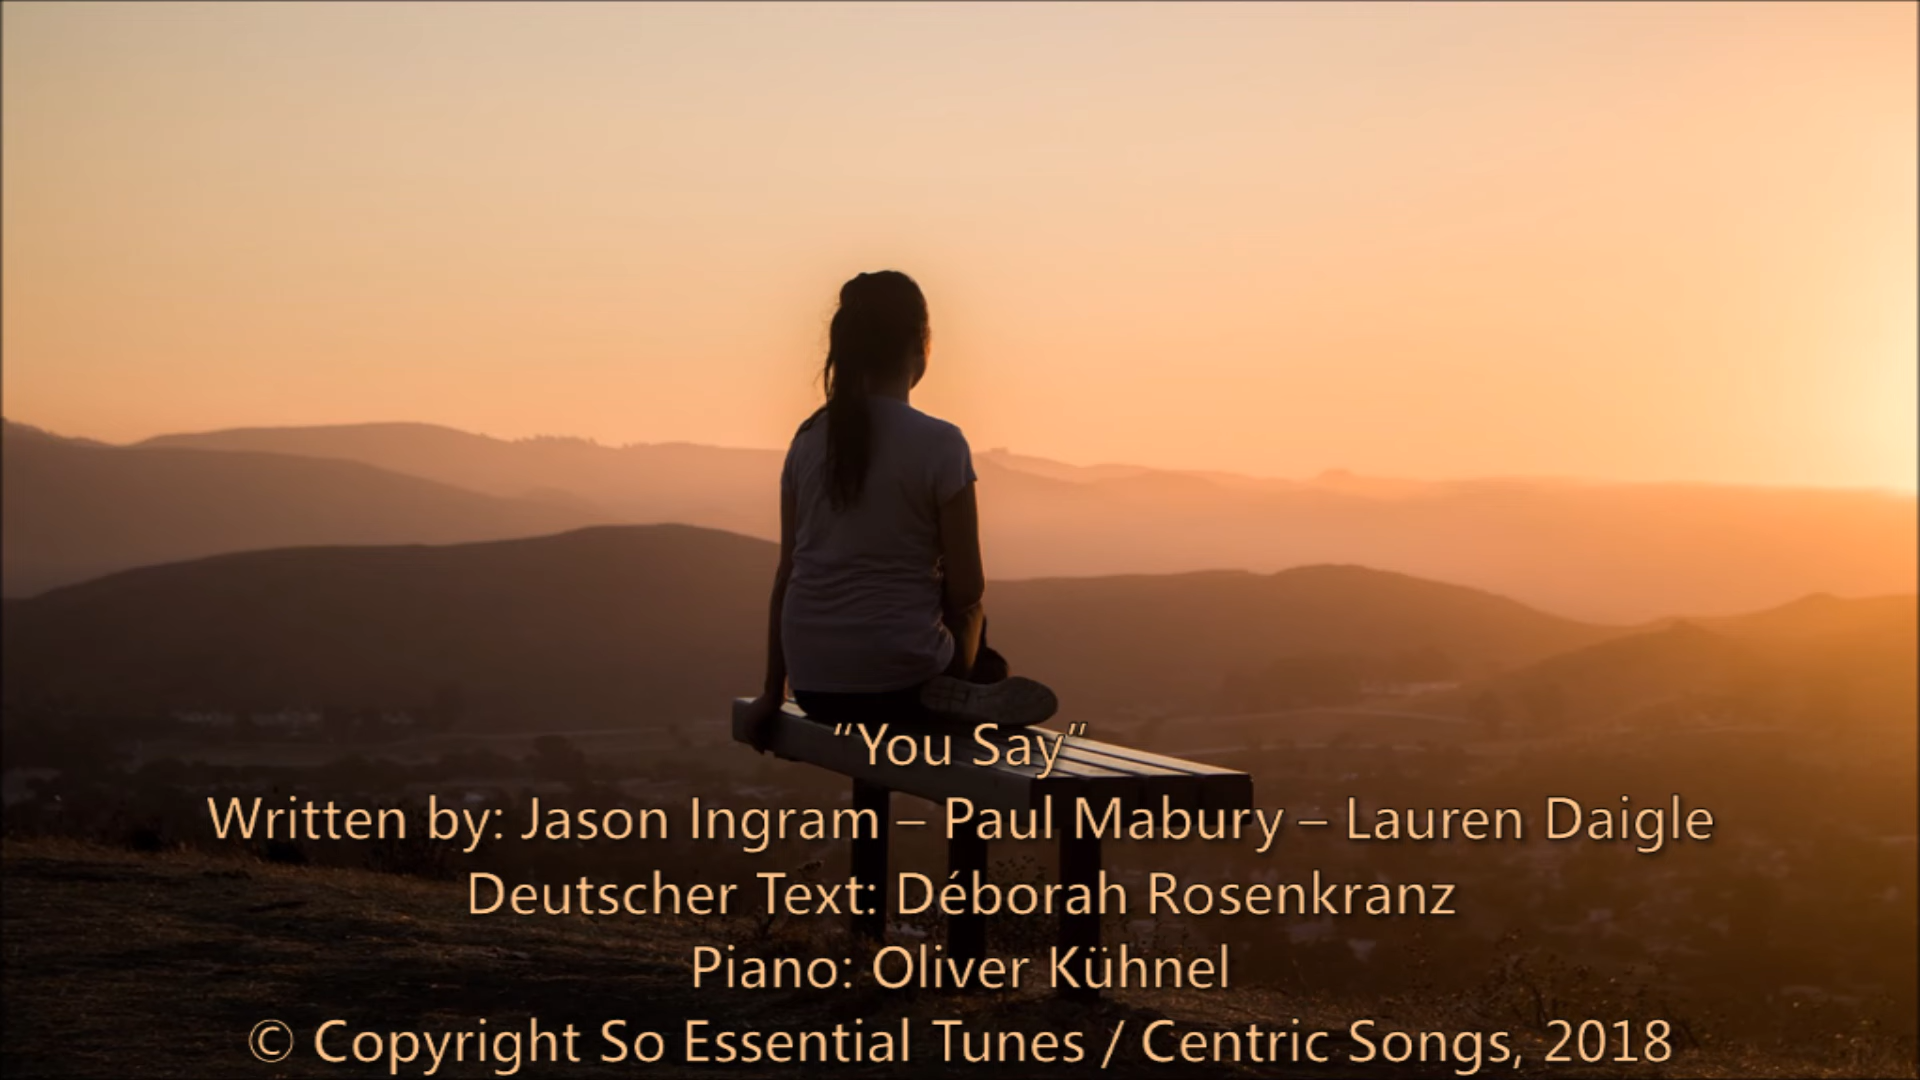 “You Say”
Written by: Jason Ingram – Paul Mabury – Lauren Daigle
Deutscher Text: Déborah Rosenkranz
Piano: Oliver Kühnel
© Copyright So Essential Tunes / Centric Songs, 2018